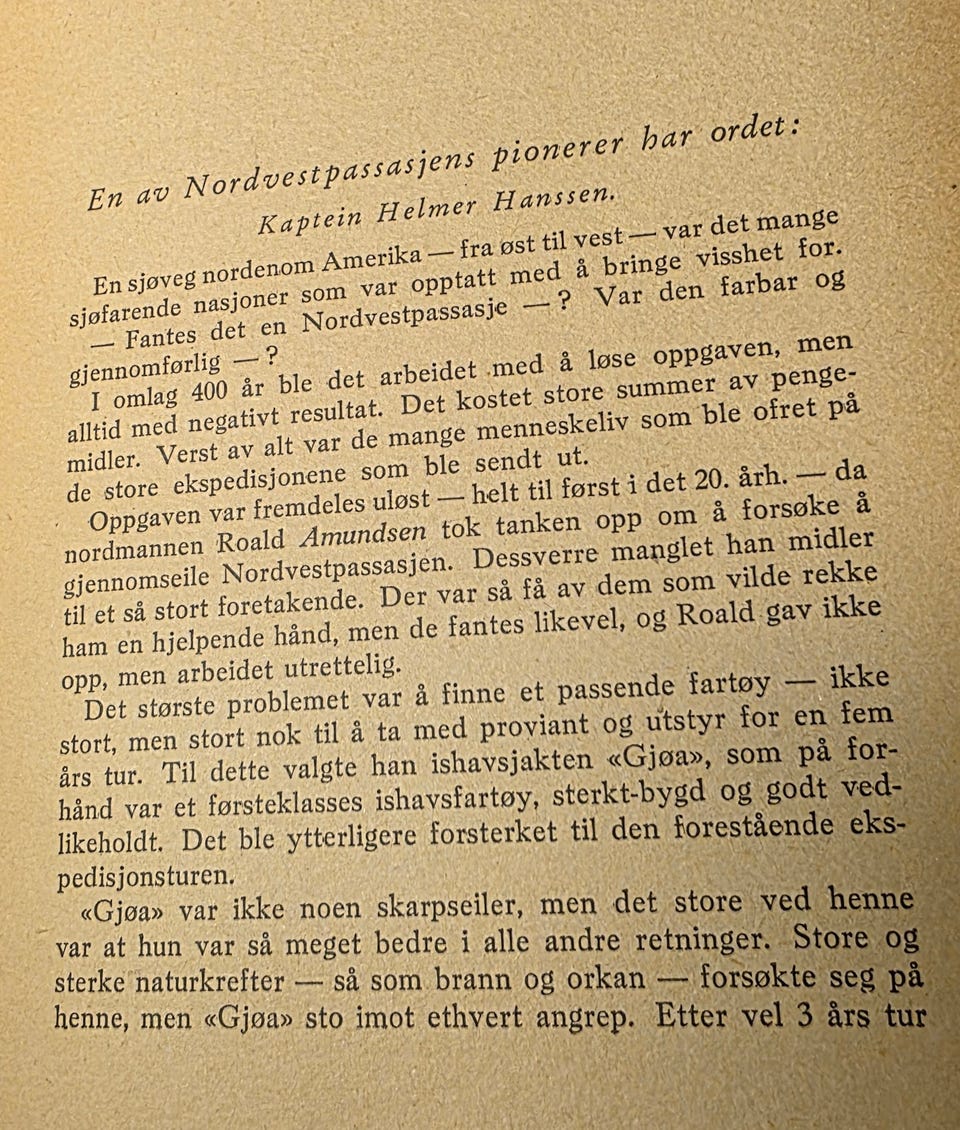 En av Nordvestpassasjens pionerer har ordet:
Kaptein Helmer Hanssen.
En sjøveg nordenom Amerika — fra øst til vest — var det mange
sjøfarende nasjoner som var opptatt med å bringe visshet for.
— Fantes det en Nordvestpassasje — ? Var den farbar og
gjennomførlig — ?
I omlag 400 år ble det arbeidet med å løse oppgaven, men
alltid med negativt resultat. Det kostet store summer av penge-
midler. Verst av alt var de mange menneskeliv som ble ofret på
de store ekspedisjonene som ble sendt ut.
Oppgaven var fremdeles uløst — helt til først i det 20. årh. — da
nordmannen Roald Amundsen tok tanken opp om å forsøke å
gjennomseile Nordvestpassasjen. Dessverre manglet han midler
til et så stort foretakende. Der var så få av dem som vilde rekke
ham en hjelpende hånd, men de fantes likevel, og Roald gav ikke
opp, men arbeidet utrettelig.
Det største problemet var å finne et passende fartøy — ikke
stort, men stort nok til å ta med proviant og utstyr for en fem
års tur. Til dette valgte han ishavsjakten «Gjøa», som på for-
hånd var et førsteklasses ishavsfartøy, sterkt-bygd og godt ved-
likeholdt. Det ble ytterligere forsterket til den forestående eks-
pedisjonsturen.
«Gjøa» var ikke noen skarpseiler, men det store ved henne
var at hun var så meget bedre i alle andre retninger. Store og
sterke naturkrefter — så som brann og orkan — forsøkte seg på
henne, men «Gjøa» sto imot ethvert angrep. Etter vel 3 års tur